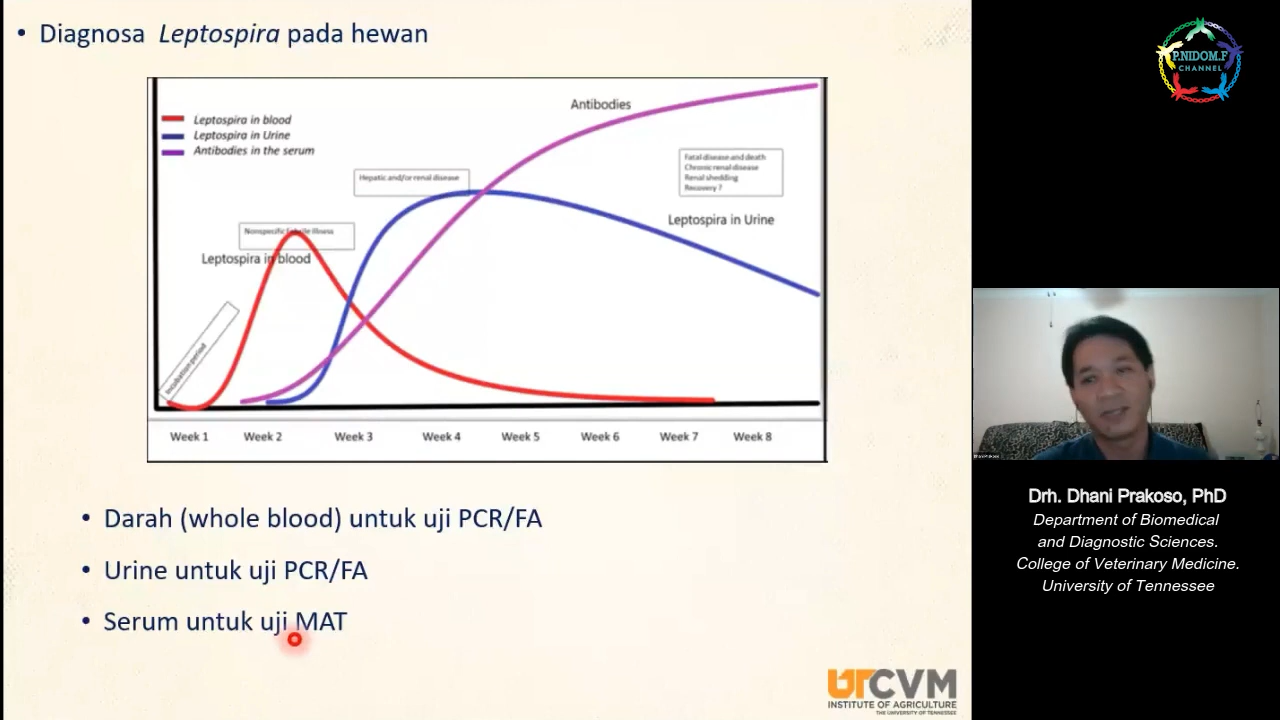 • Diagnosa Leptospira pada hewan
Leptospira in blood
Leptospira in Urine
Antibodies in the serum
Antibodies
Hepatic and/or renal disease
Fatal disease and death
Chronic renal disease
Renal shedding
Recovery ?
Leptospira in Urine
Nonspecific febrile illness
Leptospira in blood
Incubation period
Week 1 Week 2 Week 3 Week 4 Week 5 Week 6 Week 7 Week 8
• Darah (whole blood) untuk uji PCR/FA
• Urine untuk uji PCR/FA
• Serum untuk uji MAT
UTCVM
INSTITUTE OF AGRICULTURE
THE UNIVERSITY OF TENNESSEE
P.NIDOM.F
CHANNEL
Drh. Dhani Prakoso, PhD
Department of Biomedical
and Diagnostic Sciences.
College of Veterinary Medicine.
University of Tennessee